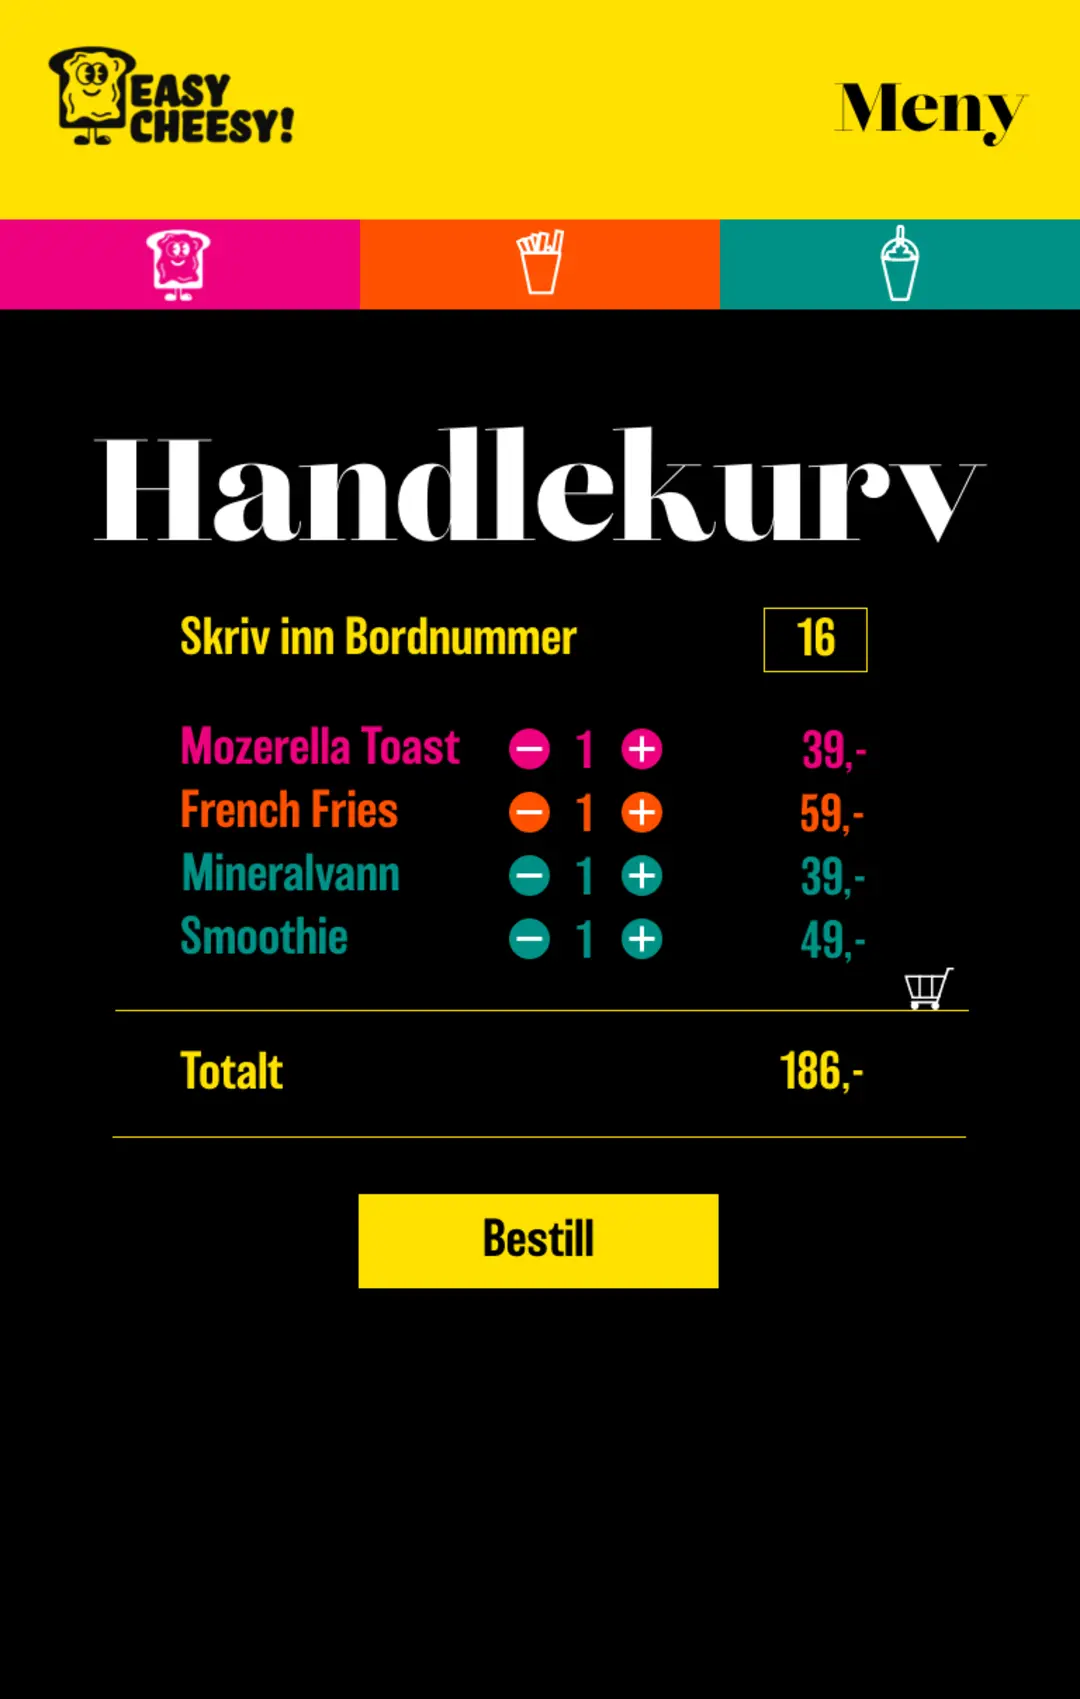 EASY
CHEESY!
Meny
Handlekurv
Skriv inn Bordnummer 16
Mozerella Toast 1 39,-
French Fries 1 59,-
Mineralvann 1 39,-
Smoothie 1 49,-
Totalt 186,-
Bestill